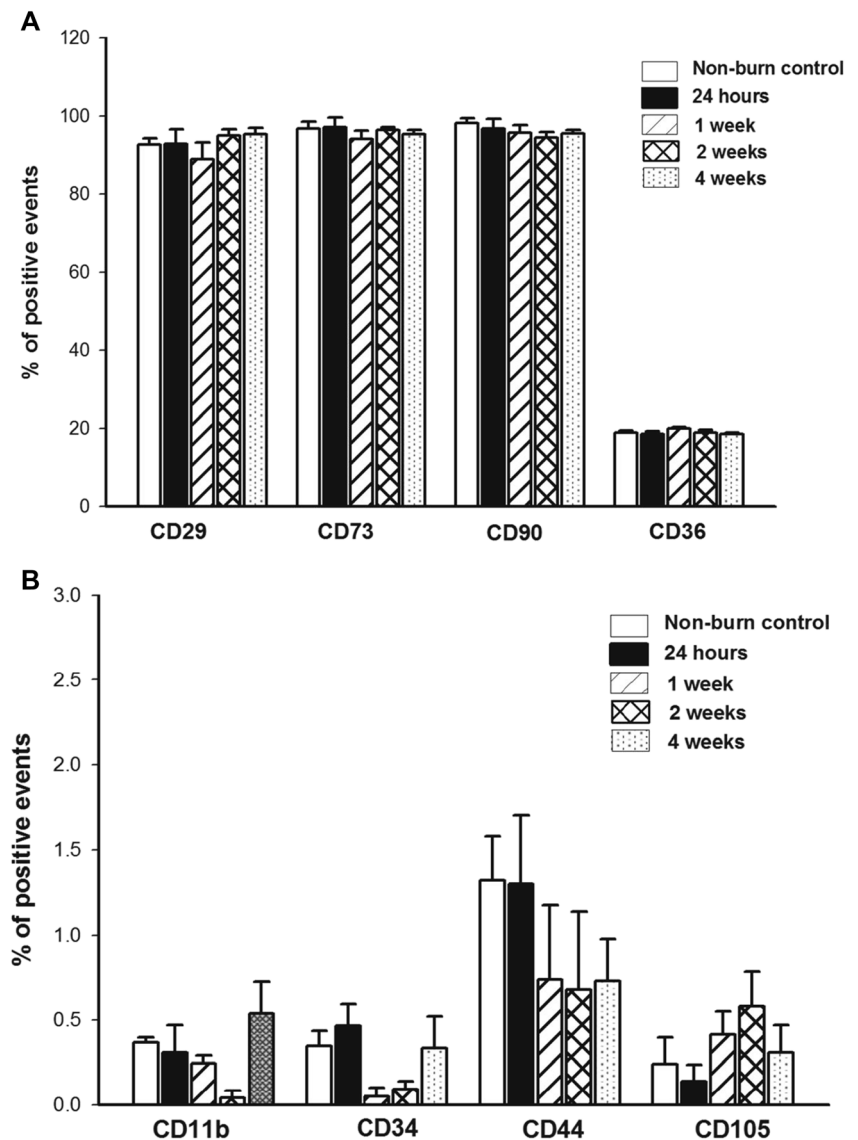 A
120
100
80
60
40
20
0
% of positive events
Non-burn control
24 hours
1 week
2 weeks
4 weeks
CD29 CD73 CD90 CD36
B
3.0
2.5
2.0
1.5
1.0
0.5
0.0
% of positive events
Non-burn control
24 hours
1 week
2 weeks
4 weeks
CD11b CD34 CD44 CD105